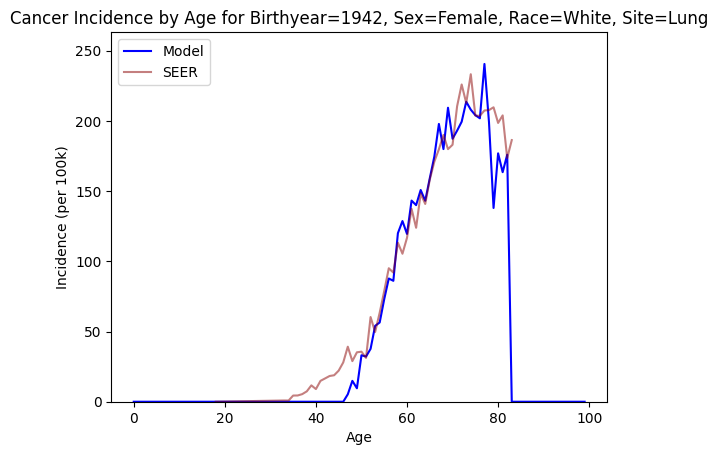 Cancer Incidence by Age for Birthyear=1942, Sex=Female, Race=White, Site=Lung
Model
SEER
250
200
150
100
50
0
Incidence (per 100k)
0 20 40 60 80 100
Age